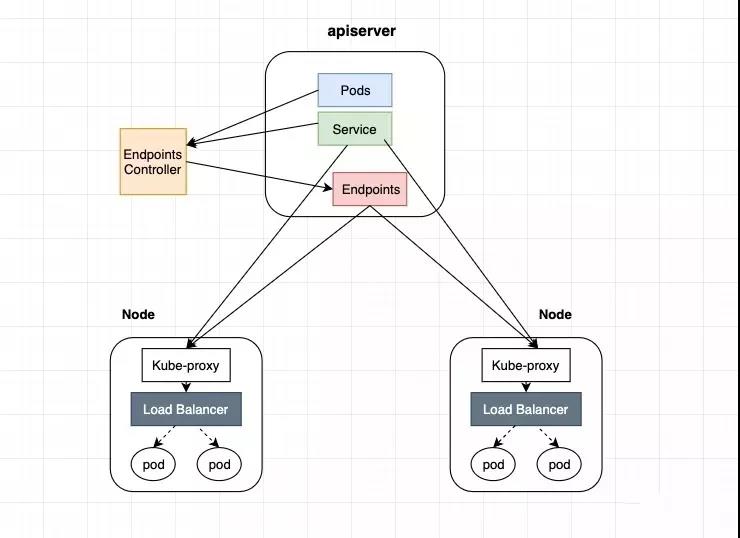 apiserver
Pods
Service
Endpoints
Controller
Endpoints
Node
Node
Kube-proxy
Kube-proxy
Load Balancer
Load Balancer
pod
pod
pod
pod